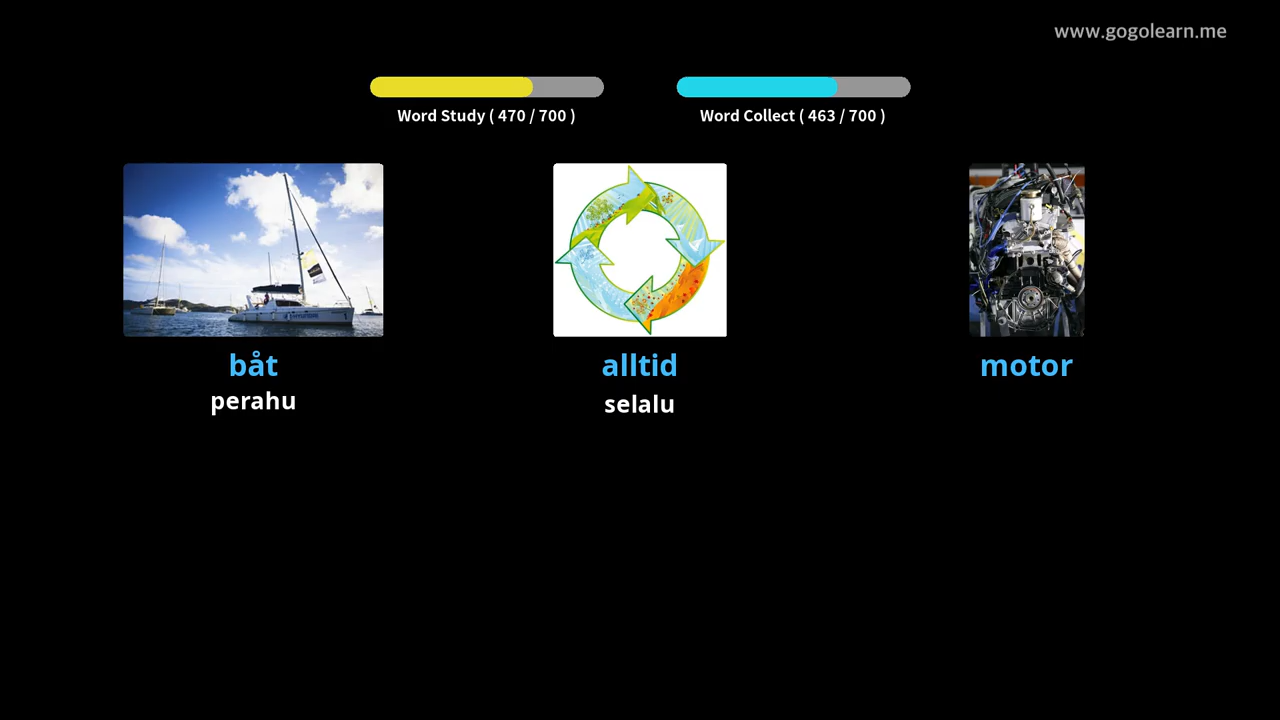 www.gogolearn.me
Word Study ( 470 / 700 )
Word Collect ( 463 / 700 )
båt
alltid
motor
perahu
selalu